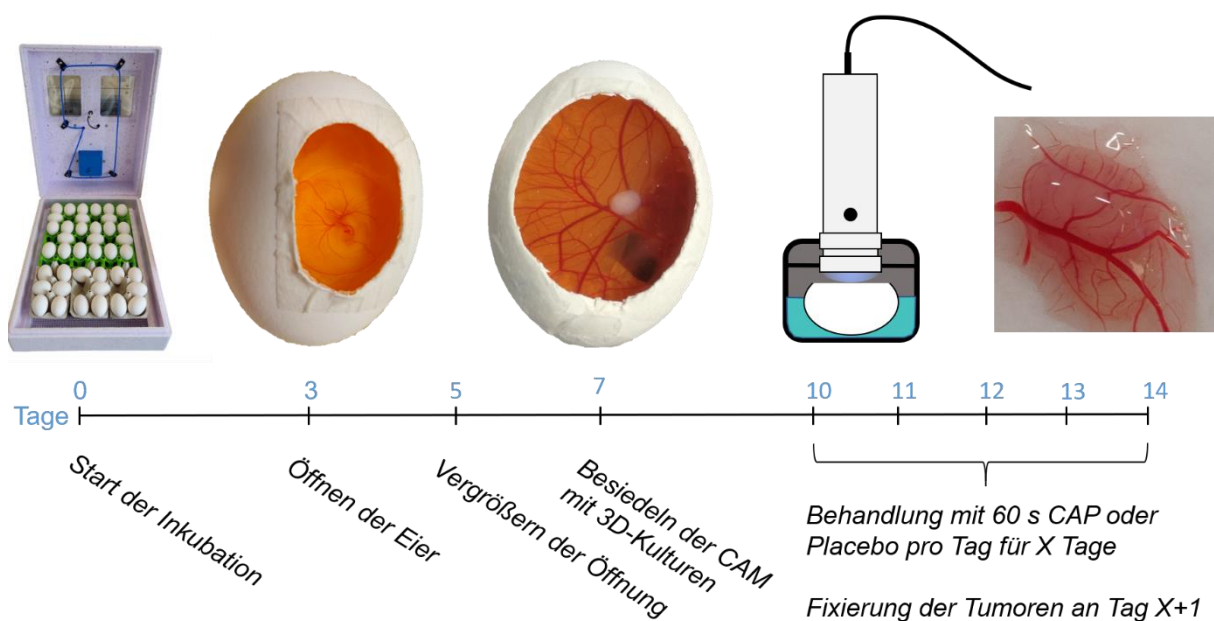 0 3 5 7 10 11 12 13 14
Tage
Start der Inkubation
Öffnen der Eier
Vergrößern der Öffnung
Besiedeln der CAM
mit 3D-Kulturen
Behandlung mit 60 s CAP oder
Placebo pro Tag für X Tage
Fixierung der Tumoren an Tag X+1